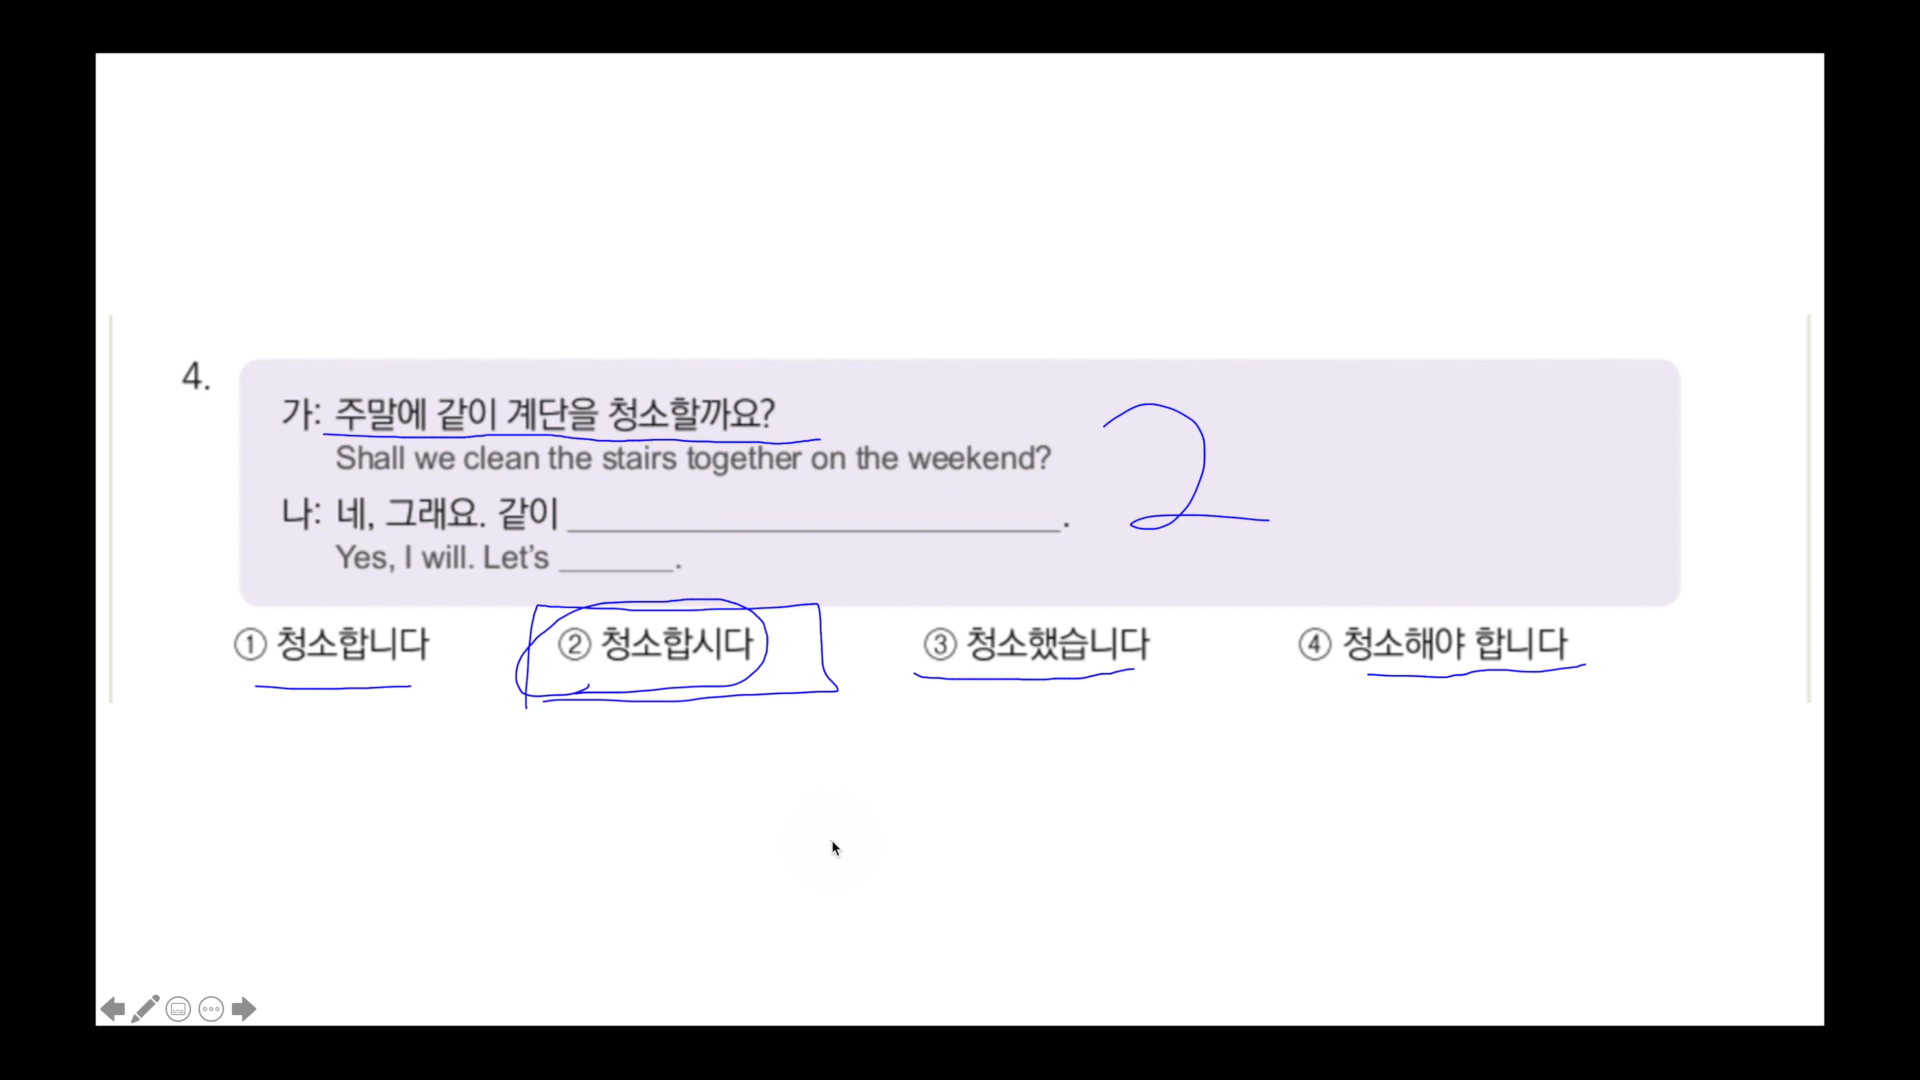 4.
가: 주말에 같이 계단을 청소할까요?
Shall we clean the stairs together on the weekend?
나: 네, 그래요. 같이 ______________________.
Yes, I will. Let's ______.
2
① 청소합니다 ② 청소합시다 ③ 청소했습니다 ④ 청소해야 합니다